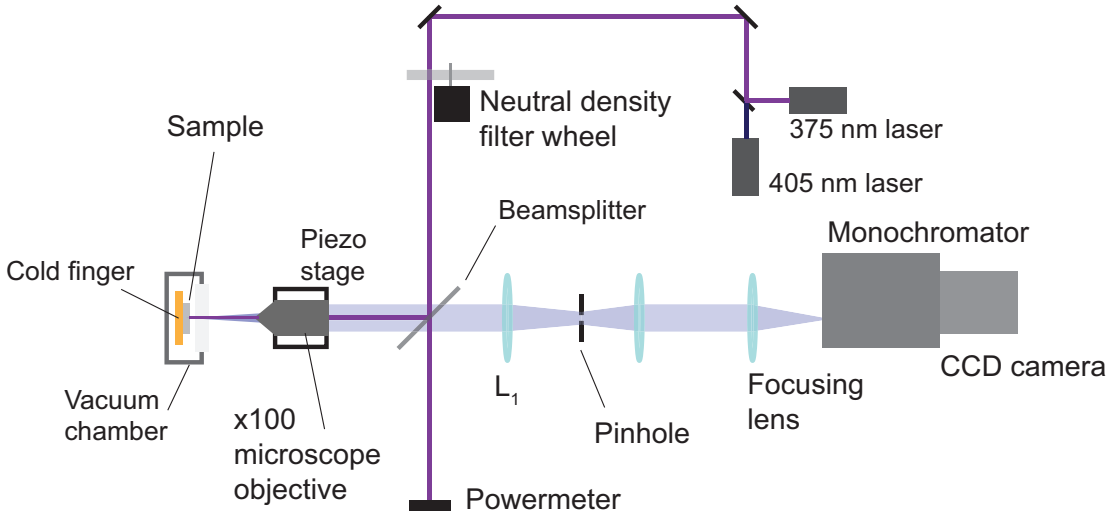 Neutral density
filter wheel
375 nm laser
405 nm laser
Sample
Beamsplitter
Piezo
stage
Monochromator
Cold finger
CCD camera
L1
Focusing
lens
Vacuum
chamber
x100
microscope
objective
Pinhole
Powermeter